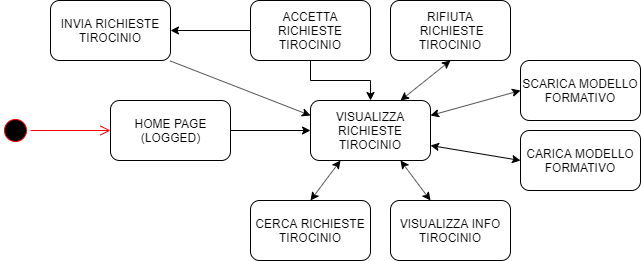 INVIA RICHIESTE
TIROCINIO
ACCETTA
RICHIESTE
TIROCINIO
RIFIUTA
RICHIESTE
TIROCINIO
SCARICA MODELLO
FORMATIVO
HOME PAGE
(LOGGED)
VISUALIZZA
RICHIESTE
TIROCINIO
CARICA MODELLO
FORMATIVO
CERCA RICHIESTE
TIROCINIO
VISUALIZZA INFO
TIROCINIO